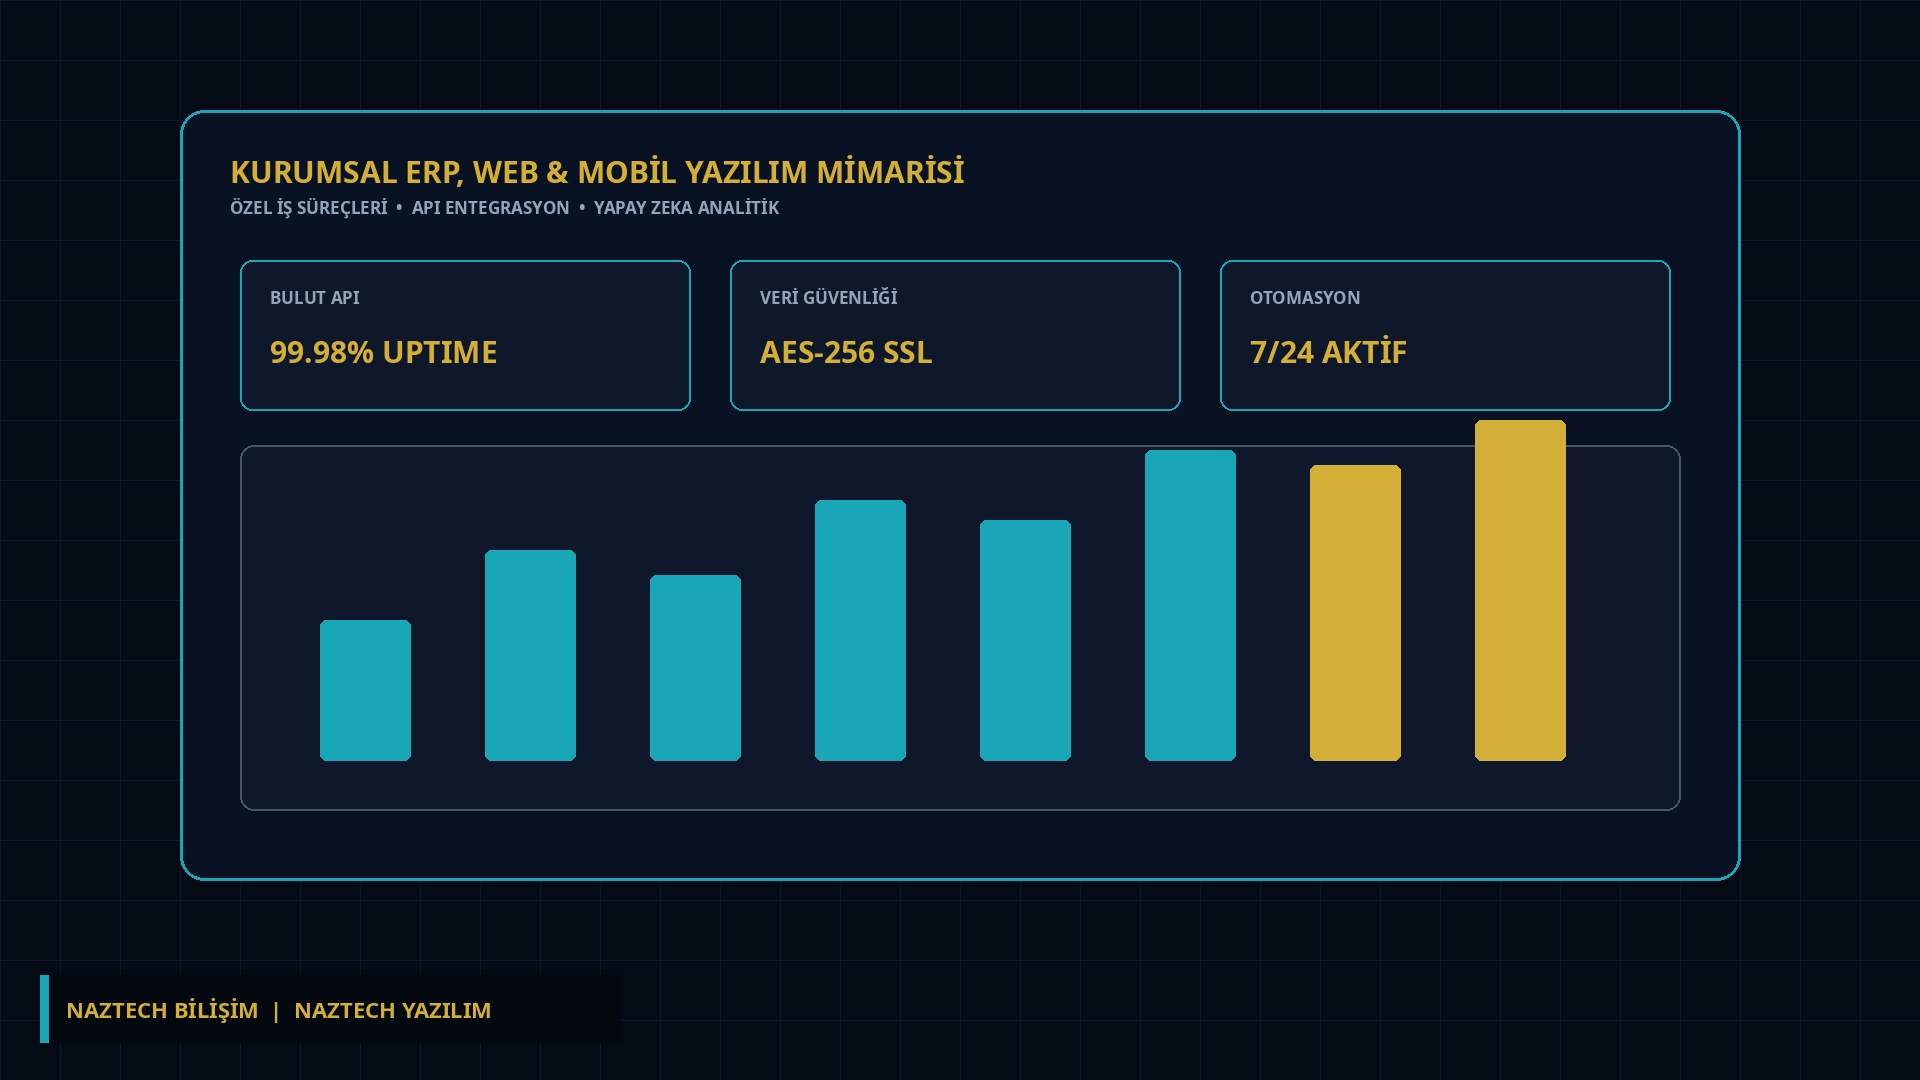 KURUMSAL ERP, WEB & MOBİL YAZILIM MİMARİSİ
ÖZEL İŞ SÜREÇLERİ • API ENTEGRASYON • YAPAY ZEKA ANALİTİK
BULUT API
99.98% UPTIME
VERİ GÜVENLİĞİ
AES-256 SSL
OTOMASYON
7/24 AKTİF
NAZTECH BİLİŞİM | NAZTECH YAZILIM